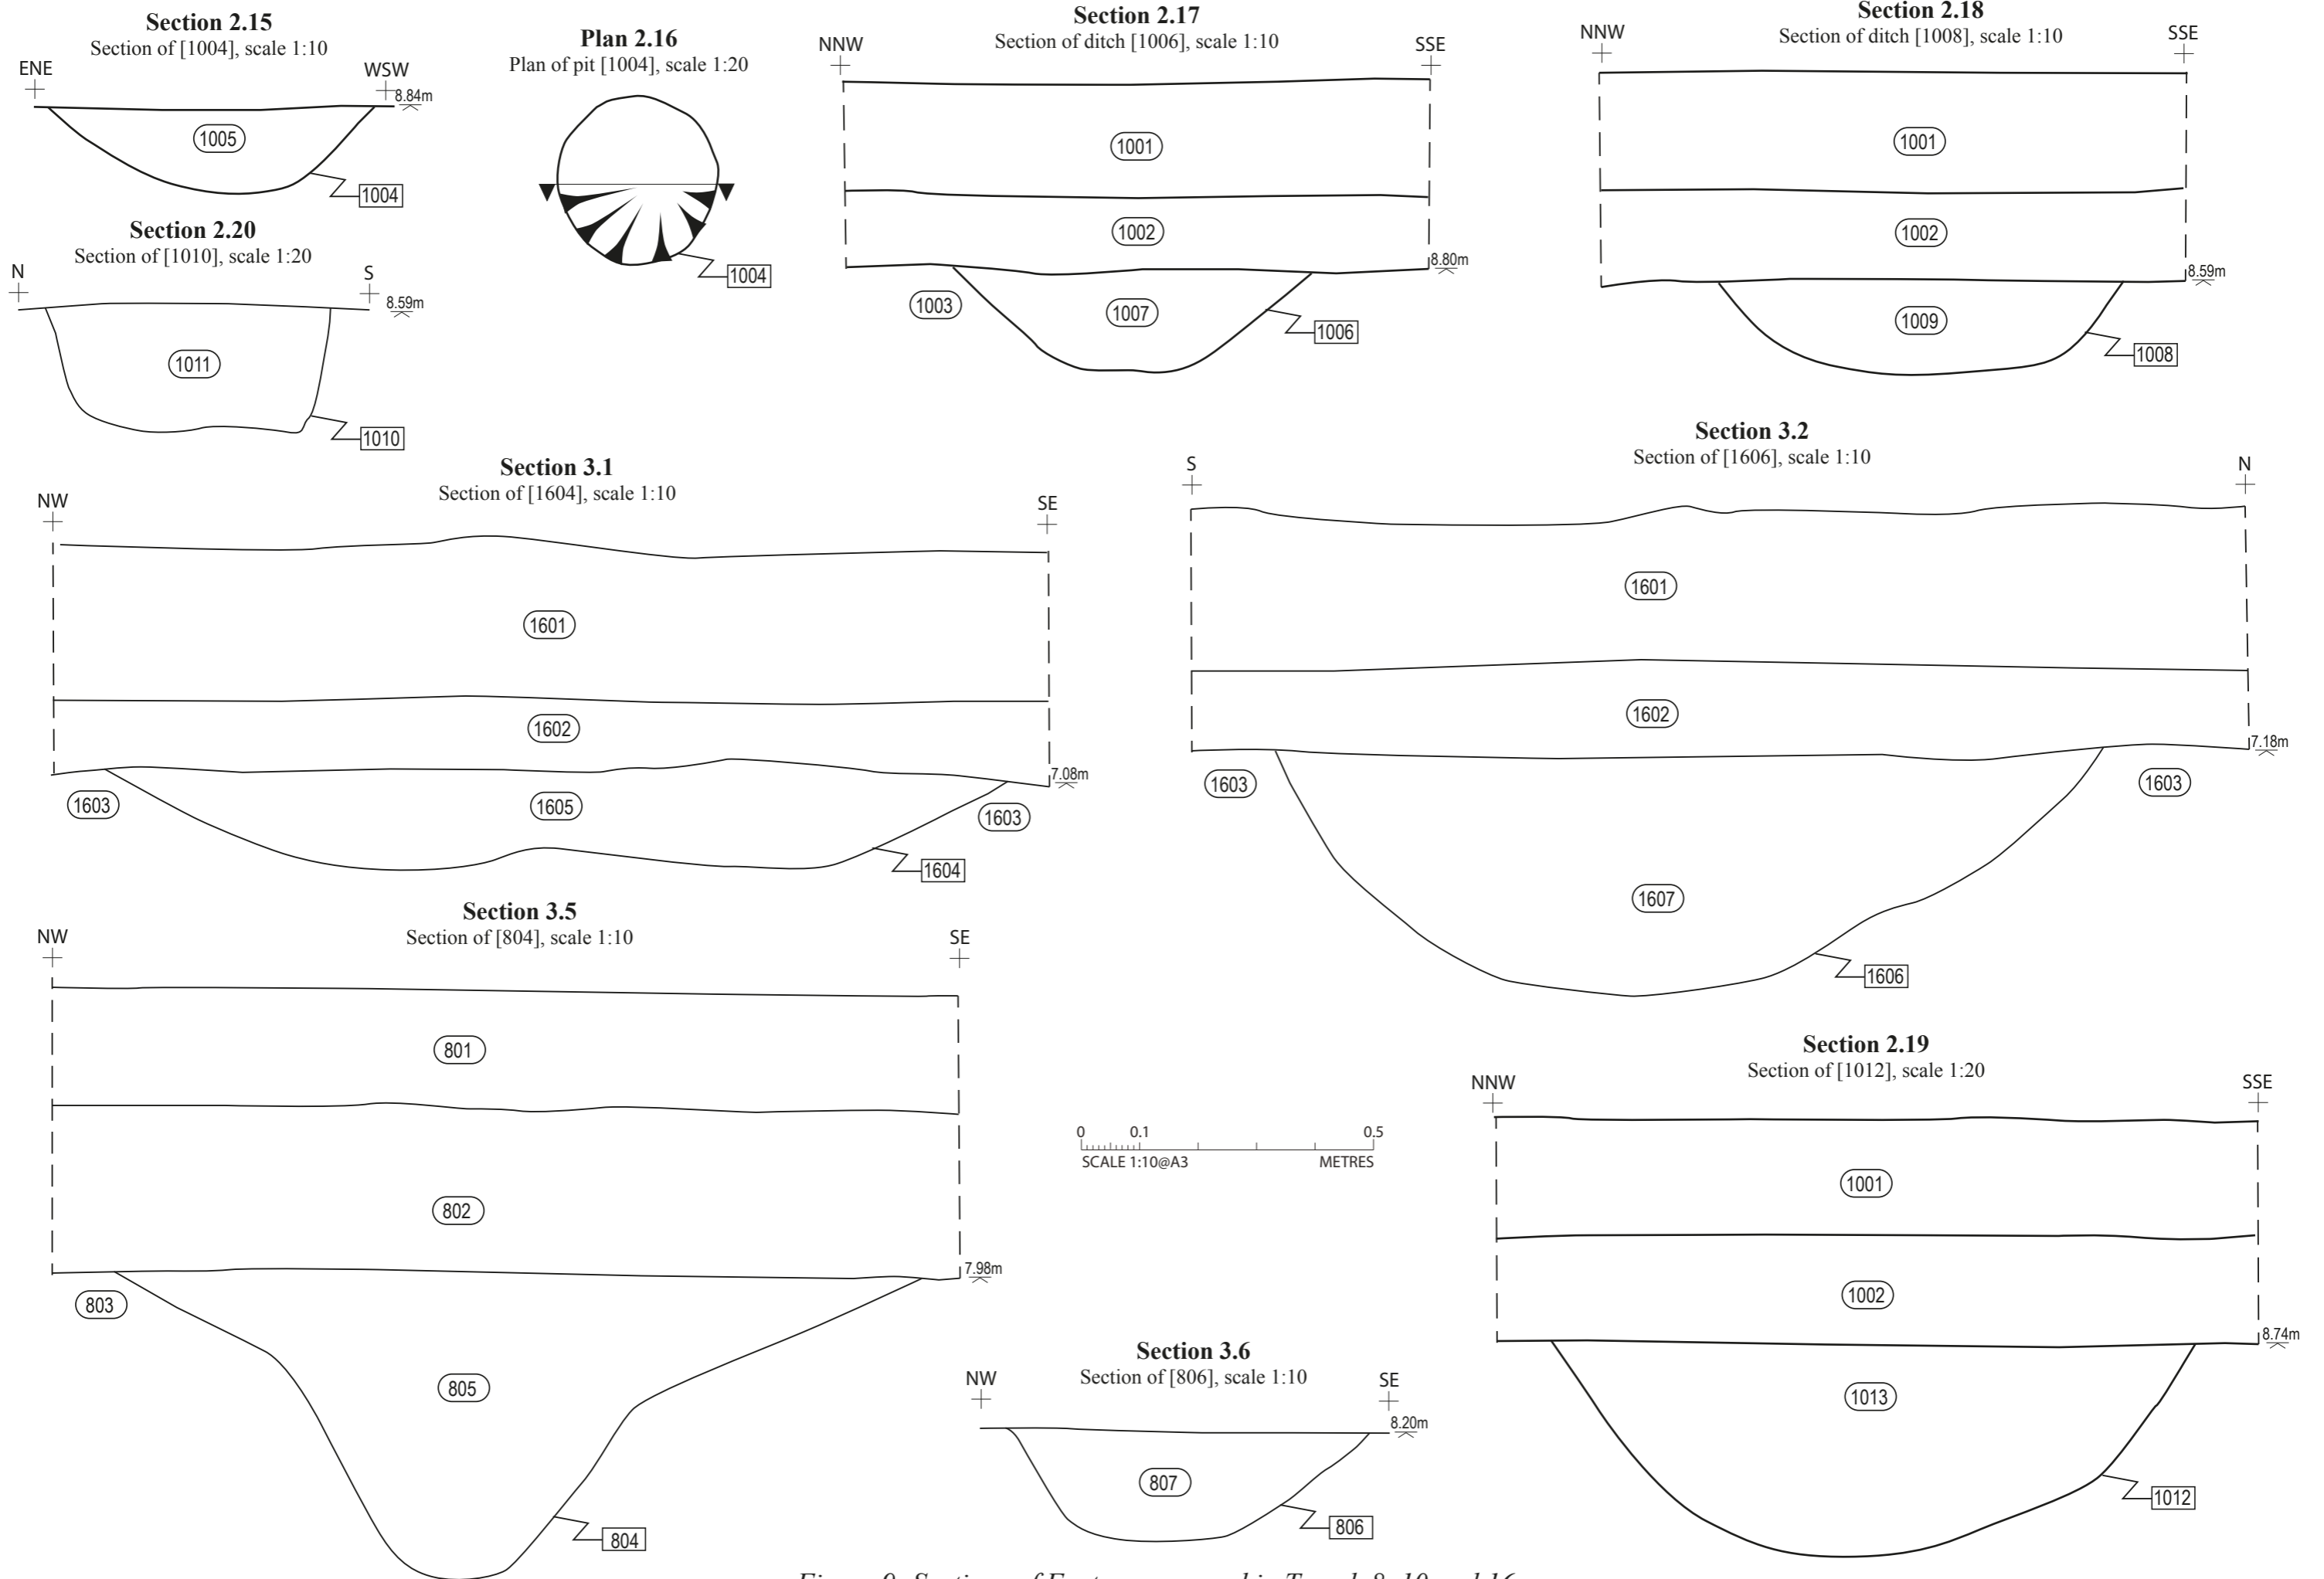 Section 2.15
Section of [1004], scale 1:10
ENE
WSW
8.84m
1005
1004
Plan 2.16
Plan of pit [1004], scale 1:20
1004
Section 2.17
Section of ditch [1006], scale 1:10
NNW
SSE
1001
1002
8.80m
1003
1007
1006
Section 2.18
Section of ditch [1008], scale 1:10
NNW
SSE
1001
1002
8.59m
1009
1008
Section 2.20
Section of [1010], scale 1:20
N
S
8.59m
1011
1010
Section 3.1
Section of [1604], scale 1:10
NW
SE
1601
1602
7.08m
1603
1605
1603
1604
Section 3.2
Section of [1606], scale 1:10
S
N
1601
1602
7.18m
1603
1603
1607
1606
Section 3.5
Section of [804], scale 1:10
NW
SE
801
802
7.98m
803
805
804
0 0.1 0.5
SCALE 1:10@A3 METRES
Section 3.6
Section of [806], scale 1:10
NW
SE
8.20m
807
806
Section 2.19
Section of [1012], scale 1:20
NNW
SSE
1001
1002
8.74m
1013
1012